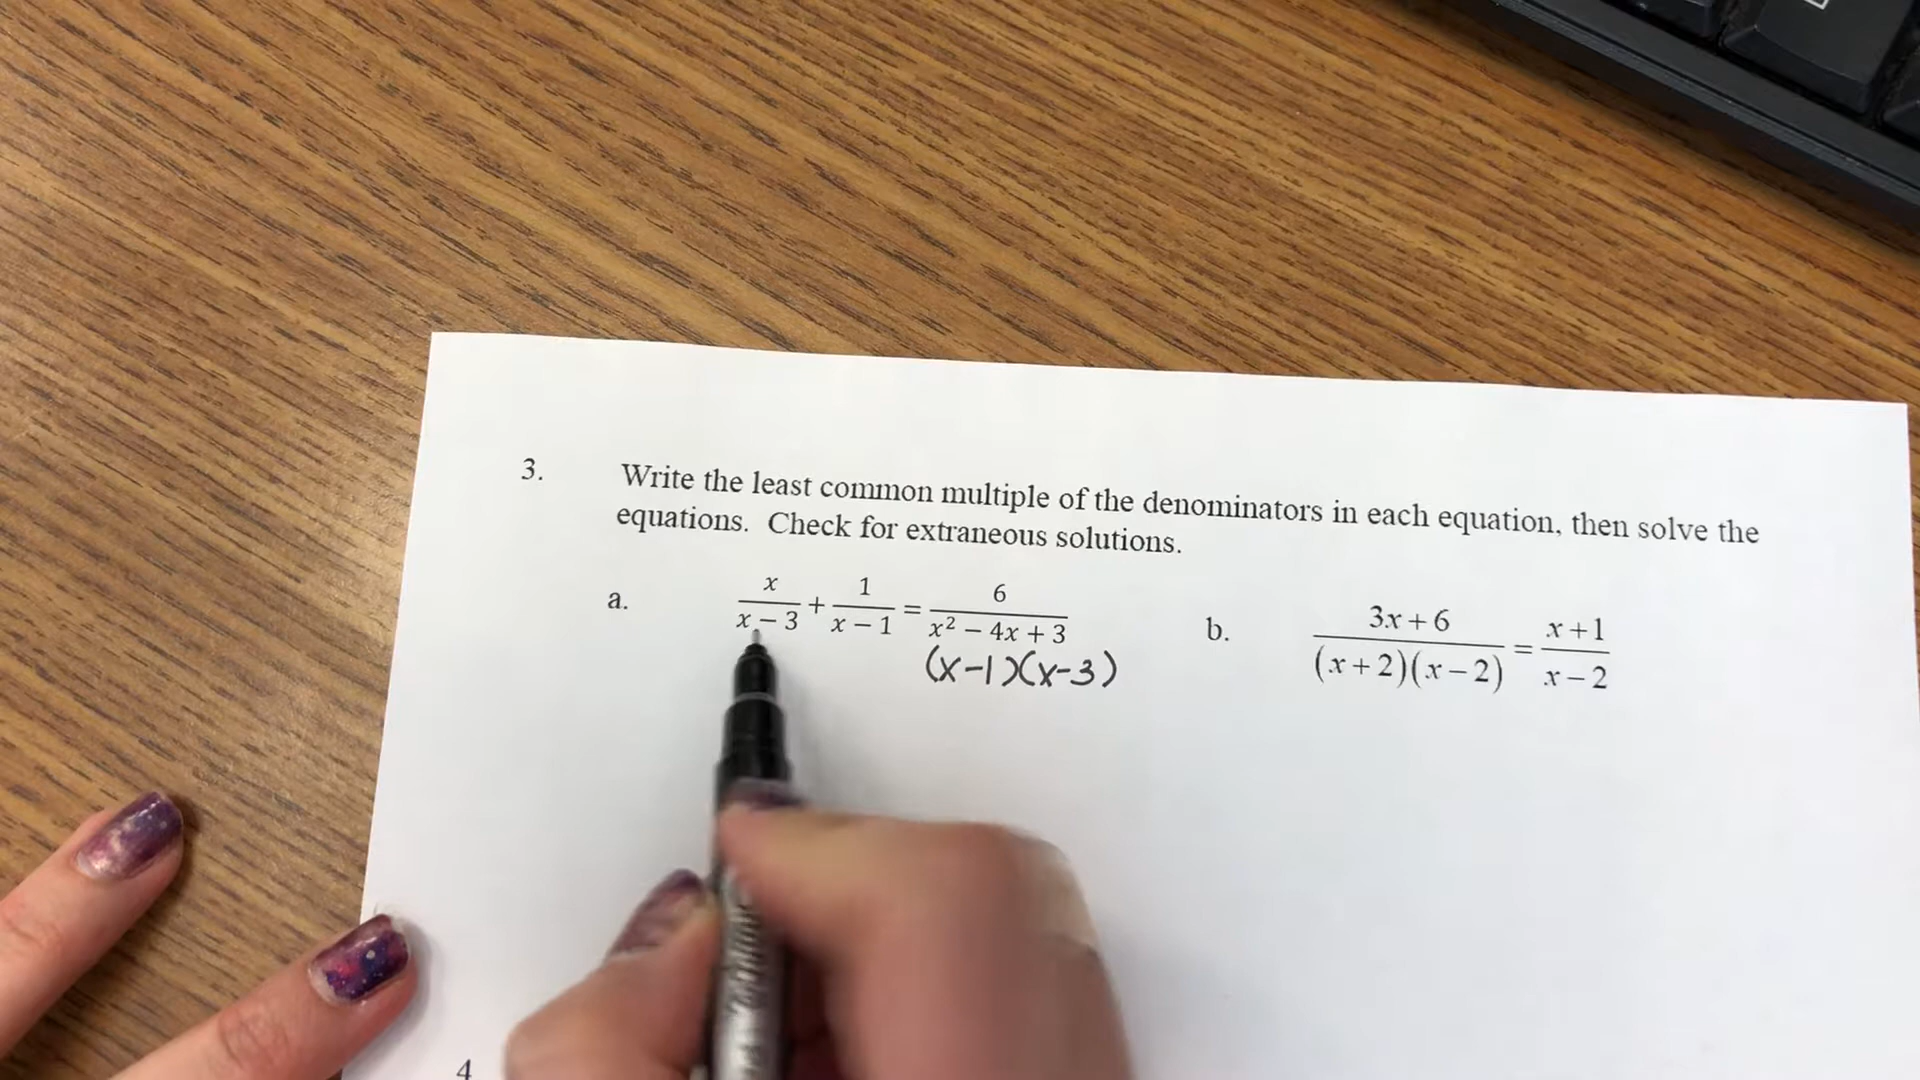 3. Write the least common multiple of the denominators in each equation, then solve the
equations. Check for extraneous solutions.
a. x/(x − 3) + 1/(x − 1) = 6/(x² − 4x + 3)
(x-1)(x-3)
b. (3x + 6)/((x + 2)(x − 2)) = (x + 1)/(x − 2)
4